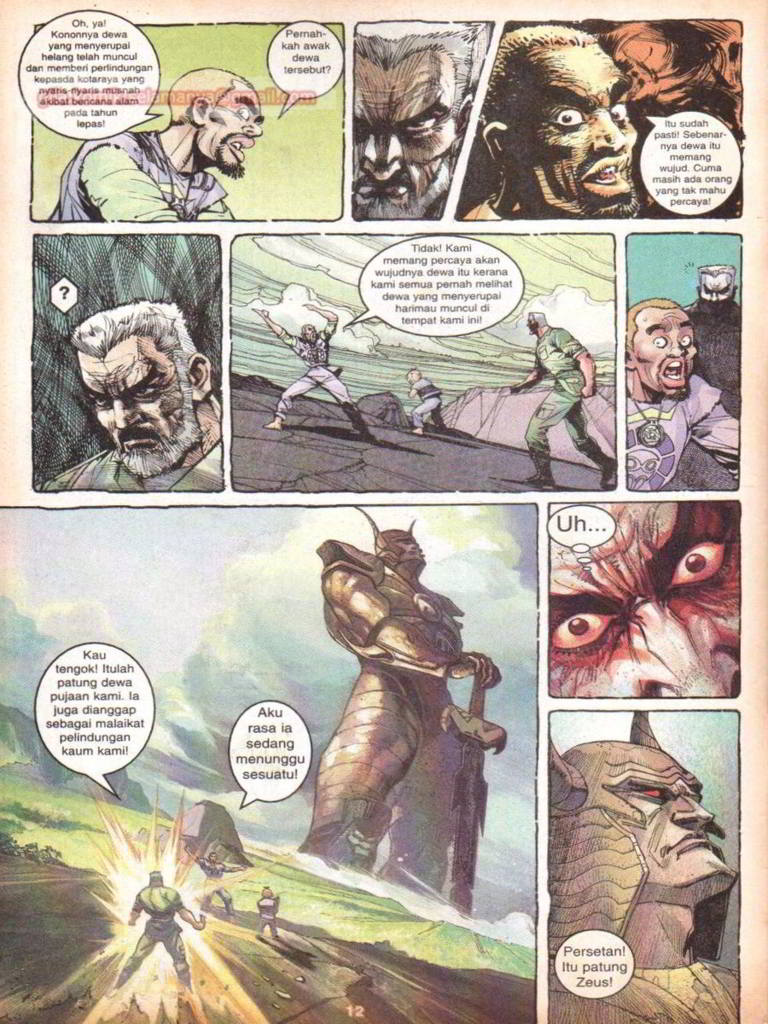 Oh, ya!
Kononnya dewa
yang menyerupai
helang telah muncul
dan memberi perlindungan
kepasda kotaraya yang
nyaris-nyaris musnah
akibat bencana alam
pada tahun
lepas!
Pernah-
kah awak
dewa
tersebut?
Itu sudah
pasti! Sebenar-
nya dewa itu
memang
wujud. Cuma
masih ada orang
yang tak mahu
percaya!
?
Tidak! Kami
memang percaya akan
wujudnya dewa itu kerana
kami semua pernah melihat
dewa yang menyerupai
harimau muncul di
tempat kami ini!
Kau
tengok! Itulah
patung dewa
pujaan kami. Ia
juga dianggap
sebagai malaikat
pelindungan
kaum kami!
Aku
rasa ia
sedang
menunggu
sesuatu!
Uh...
Persetan!
Itu patung
Zeus!
12